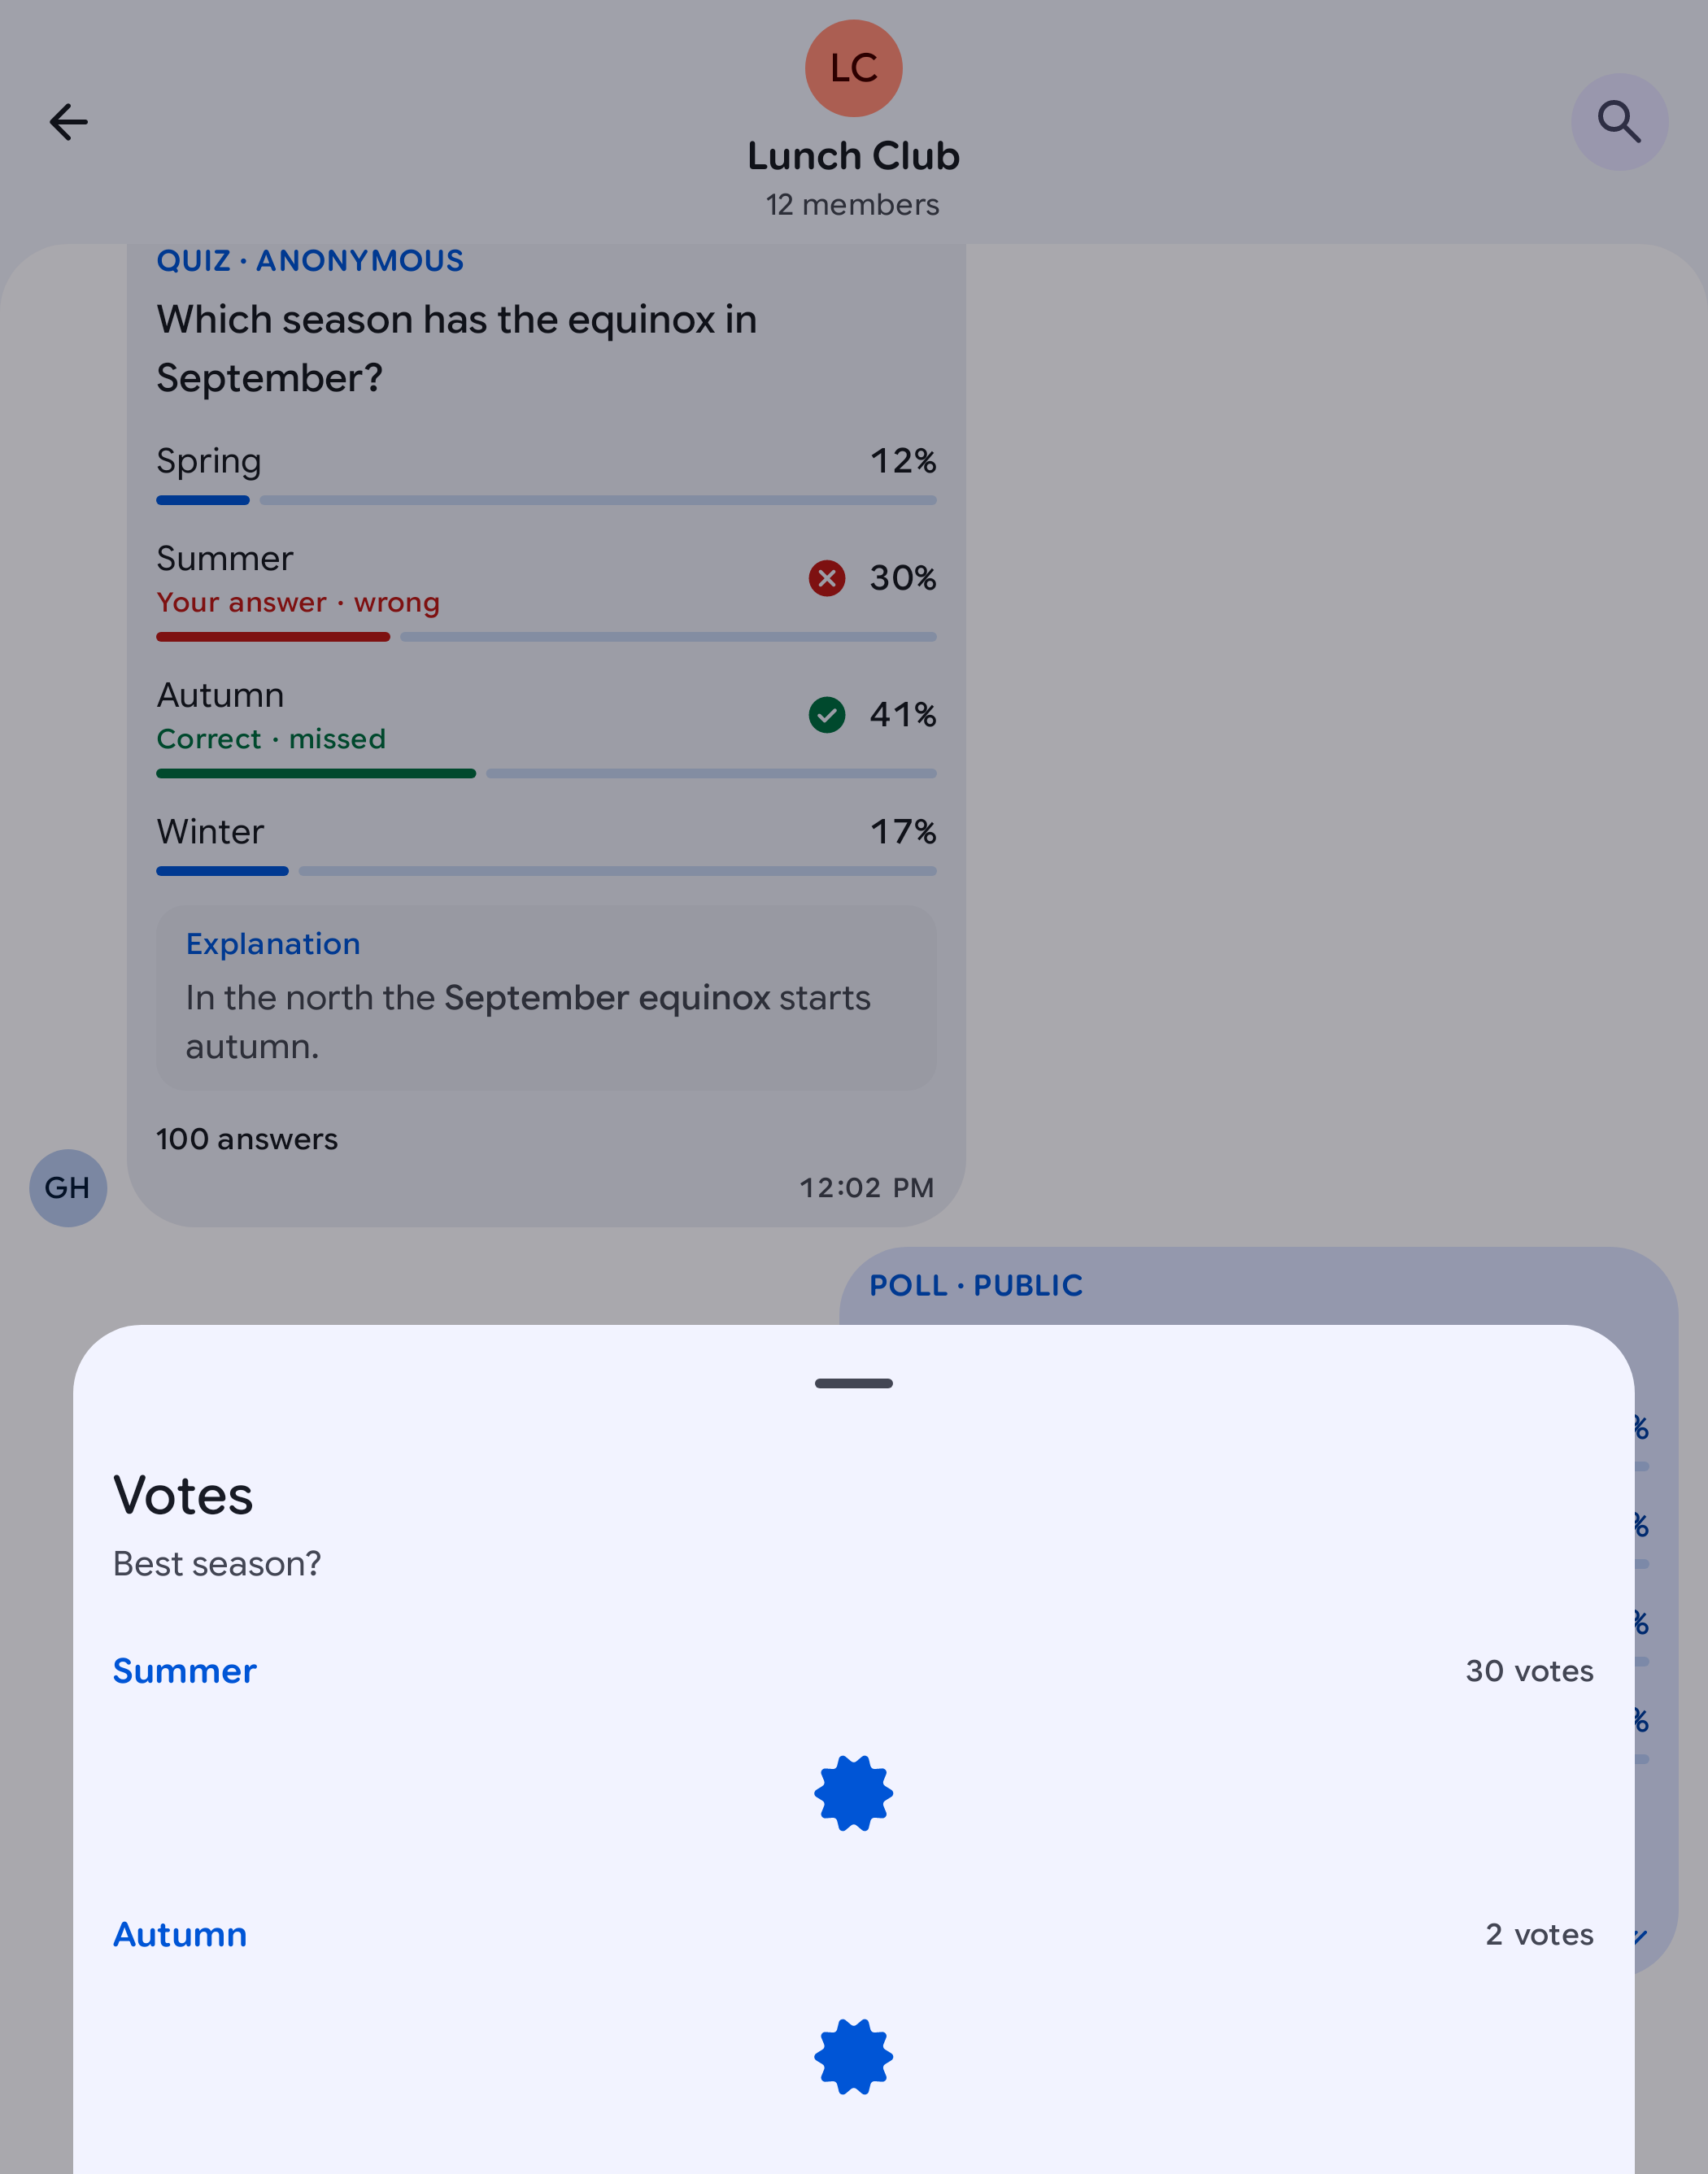 LC
Lunch Club
12 members
QUIZ · ANONYMOUS
Which season has the equinox in
September?
Spring 12%
Summer 30%
Your answer · wrong
Autumn 41%
Correct · missed
Winter 17%
Explanation
In the north the September equinox starts
autumn.
100 answers
GH
12:02 PM
POLL · PUBLIC
%
%
%
%
Votes
Best season?
Summer 30 votes
Autumn 2 votes